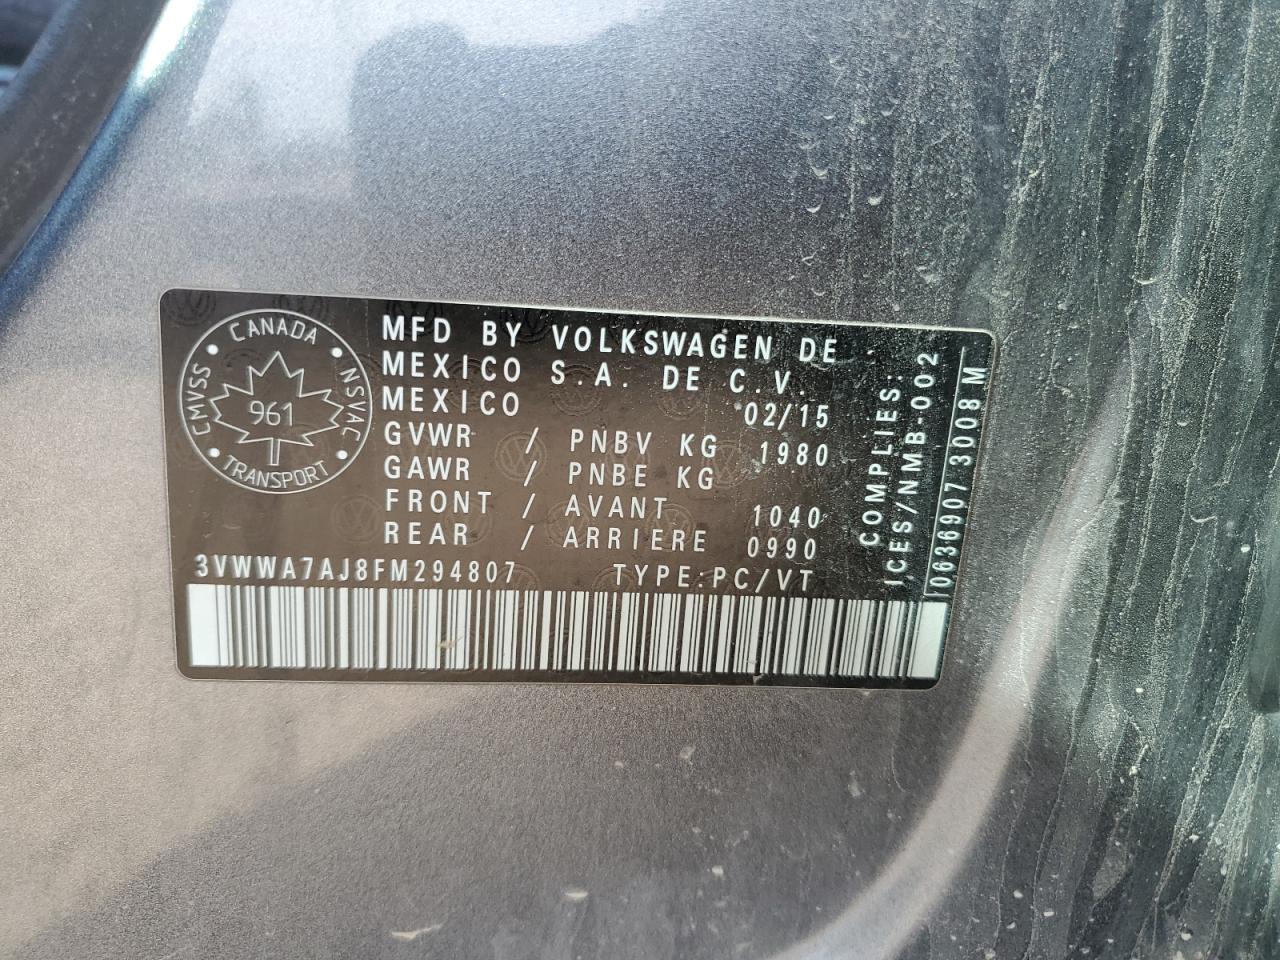 CANADA
CMVSS
NSVAC
961
TRANSPORT
MFD BY VOLKSWAGEN DE
MEXICO S.A. DE C.V.
MEXICO 02/15
GVWR / PNBV KG 1980
GAWR / PNBE KG
FRONT / AVANT 1040
REAR / ARRIERE 0990
3VWWA7AJ8FM294807 TYPE:PC/VT
COMPLIES:
ICES/NMB-002
10636907 3008 M